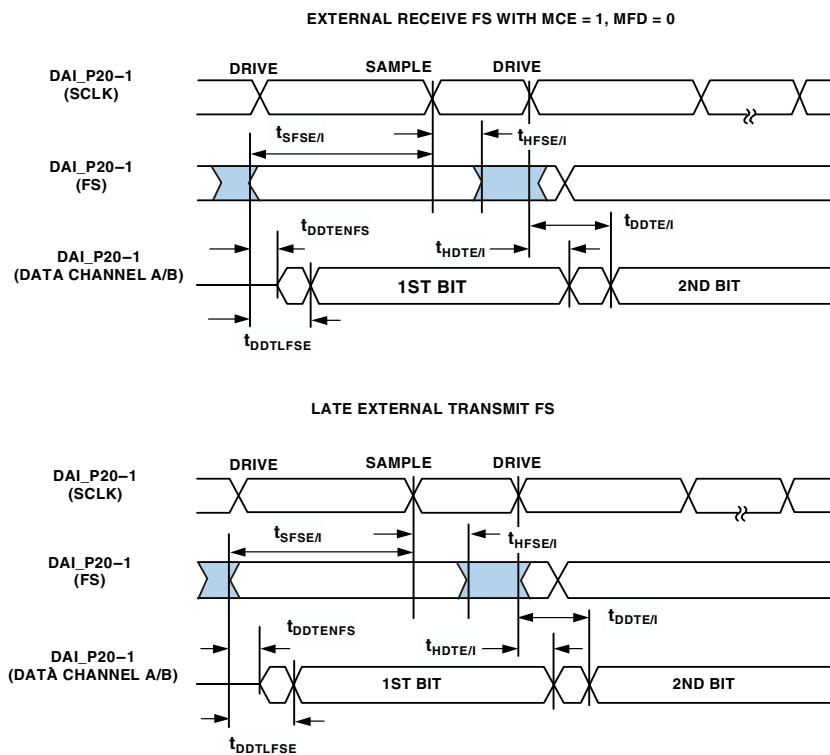 EXTERNAL RECEIVE FS WITH MCE = 1, MFD = 0
DAI_P20–1
(SCLK)
DRIVE
SAMPLE
DRIVE
tSFSE/I
tHFSE/I
DAI_P20–1
(FS)
tDDTENFS
tHDTE/I
tDDTE/I
DAI_P20–1
(DATA CHANNEL A/B)
1ST BIT
2ND BIT
tDDTLFSE
LATE EXTERNAL TRANSMIT FS
DAI_P20–1
(SCLK)
DRIVE
SAMPLE
DRIVE
tSFSE/I
tHFSE/I
DAI_P20–1
(FS)
tDDTENFS
tHDTE/I
tDDTE/I
DAI_P20–1
(DATA CHANNEL A/B)
1ST BIT
2ND BIT
tDDTLFSE